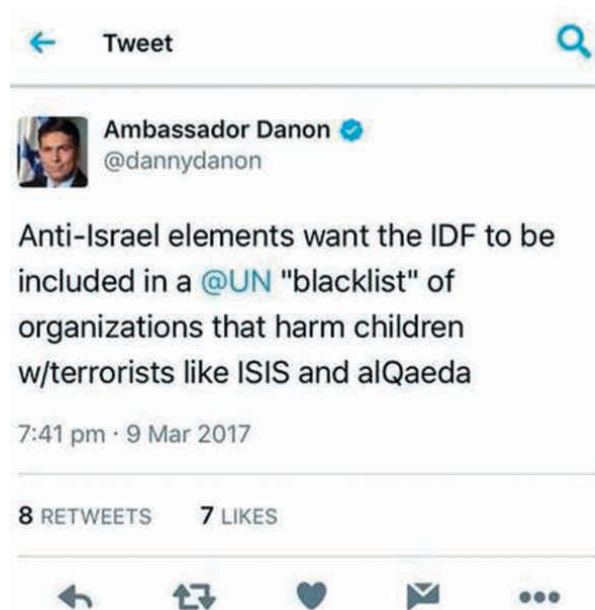 Tweet
Ambassador Danon
@dannydanon
Anti-Israel elements want the IDF to be
included in a @UN "blacklist" of
organizations that harm children
w/terrorists like ISIS and alQaeda
7:41 pm · 9 Mar 2017
8 RETWEETS 7 LIKES